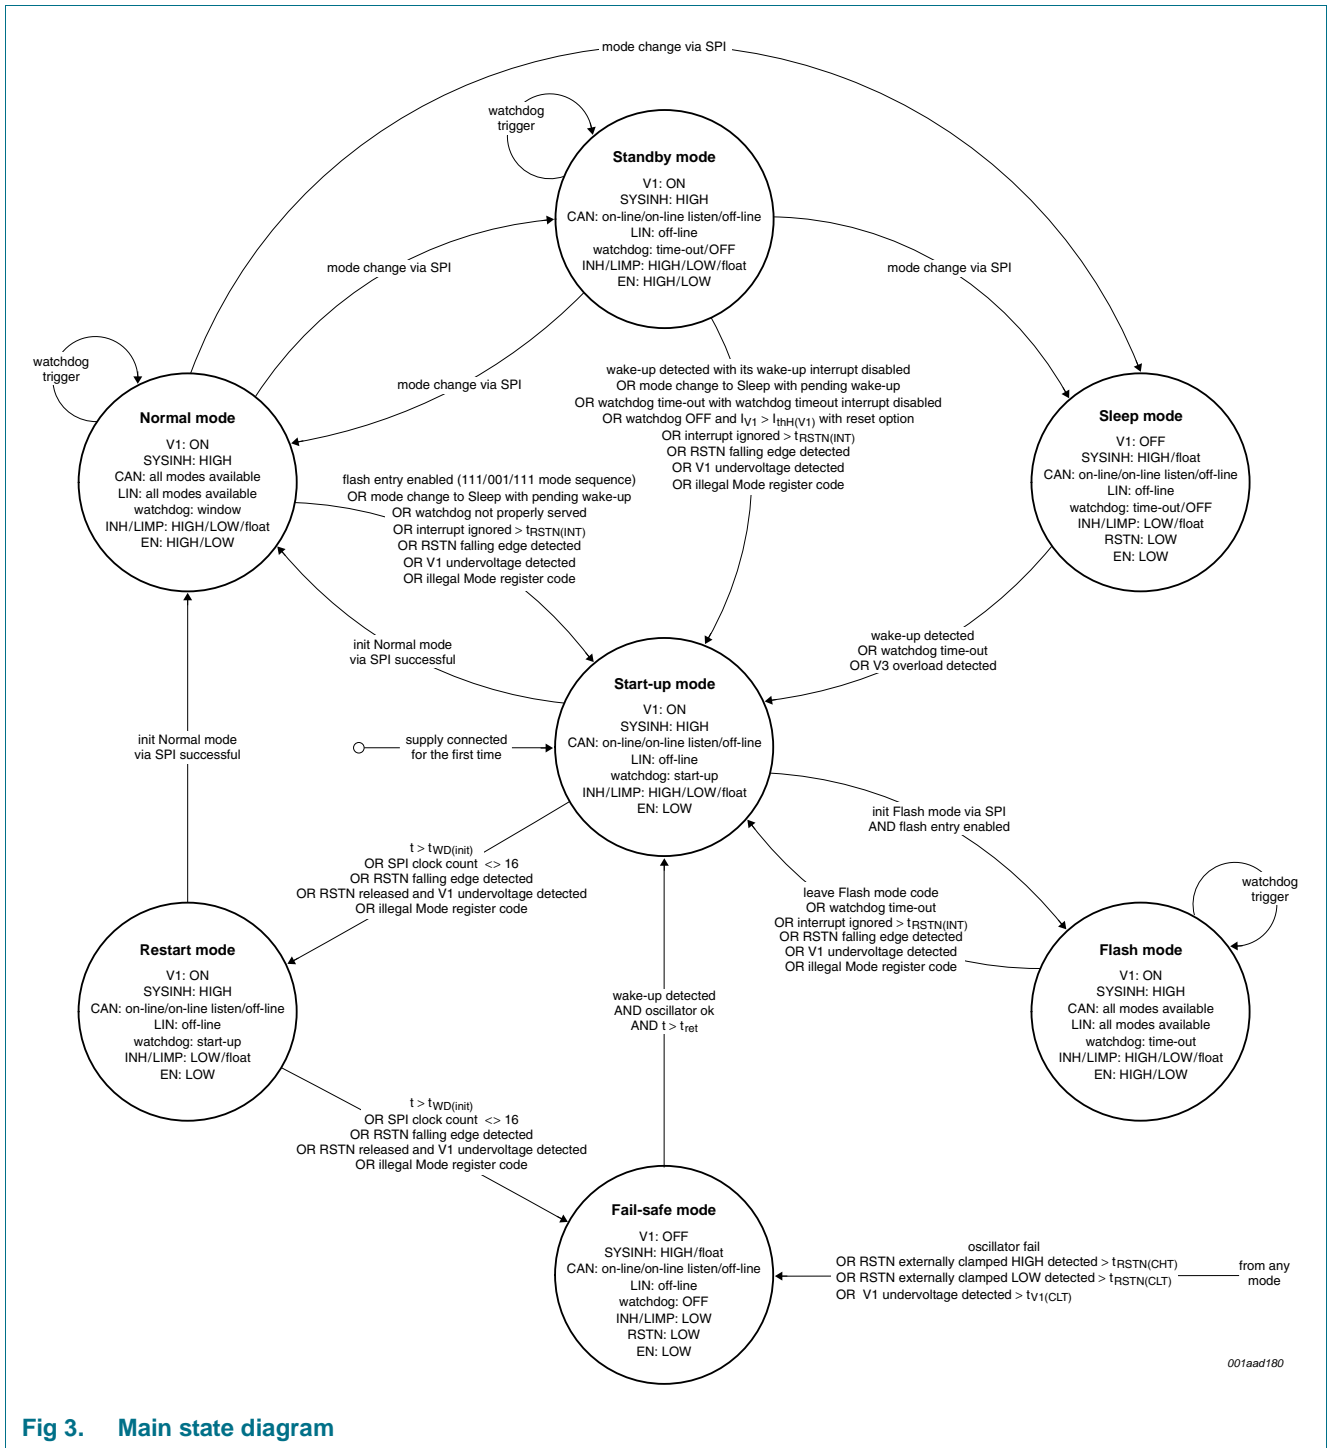 mode change via SPI
watchdog
trigger
Standby mode
V1: ON
SYSINH: HIGH
CAN: on-line/on-line listen/off-line
LIN: off-line
watchdog: time-out/OFF
INH/LIMP: HIGH/LOW/float
EN: HIGH/LOW
mode change via SPI
mode change via SPI
mode change via SPI
watchdog
trigger
Normal mode
V1: ON
SYSINH: HIGH
CAN: all modes available
LIN: all modes available
watchdog: window
INH/LIMP: HIGH/LOW/float
EN: HIGH/LOW
wake-up detected with its wake-up interrupt disabled
OR mode change to Sleep with pending wake-up
OR watchdog time-out with watchdog timeout interrupt disabled
OR watchdog OFF and IV1 > IthH(V1) with reset option
OR interrupt ignored > tRSTN(INT)
OR RSTN falling edge detected
OR V1 undervoltage detected
OR illegal Mode register code
Sleep mode
V1: OFF
SYSINH: HIGH/float
CAN: on-line/on-line listen/off-line
LIN: off-line
watchdog: time-out/OFF
INH/LIMP: LOW/float
RSTN: LOW
EN: LOW
flash entry enabled (111/001/111 mode sequence)
OR mode change to Sleep with pending wake-up
OR watchdog not properly served
OR interrupt ignored > tRSTN(INT)
OR RSTN falling edge detected
OR V1 undervoltage detected
OR illegal Mode register code
init Normal mode
via SPI successful
wake-up detected
OR watchdog time-out
OR V3 overload detected
Start-up mode
V1: ON
SYSINH: HIGH
CAN: on-line/on-line listen/off-line
LIN: off-line
watchdog: start-up
INH/LIMP: HIGH/LOW/float
EN: LOW
supply connected
for the first time
init Normal mode
via SPI successful
init Flash mode via SPI
AND flash entry enabled
t > tWD(init)
OR SPI clock count <> 16
OR RSTN falling edge detected
OR RSTN released and V1 undervoltage detected
OR illegal Mode register code
leave Flash mode code
OR watchdog time-out
OR interrupt ignored > tRSTN(INT)
OR RSTN falling edge detected
OR V1 undervoltage detected
OR illegal Mode register code
watchdog
trigger
Restart mode
V1: ON
SYSINH: HIGH
CAN: on-line/on-line listen/off-line
LIN: off-line
watchdog: start-up
INH/LIMP: LOW/float
EN: LOW
wake-up detected
AND oscillator ok
AND t > tret
Flash mode
V1: ON
SYSINH: HIGH
CAN: all modes available
LIN: all modes available
watchdog: time-out
INH/LIMP: HIGH/LOW/float
EN: HIGH/LOW
t > tWD(init)
OR SPI clock count <> 16
OR RSTN falling edge detected
OR RSTN released and V1 undervoltage detected
OR illegal Mode register code
Fail-safe mode
V1: OFF
SYSINH: HIGH/float
CAN: on-line/on-line listen/off-line
LIN: off-line
watchdog: OFF
INH/LIMP: LOW
RSTN: LOW
EN: LOW
oscillator fail
OR RSTN externally clamped HIGH detected > tRSTN(CHT)
OR RSTN externally clamped LOW detected > tRSTN(CLT)
OR V1 undervoltage detected > tV1(CLT)
from any
mode
001aad180
Fig 3. Main state diagram